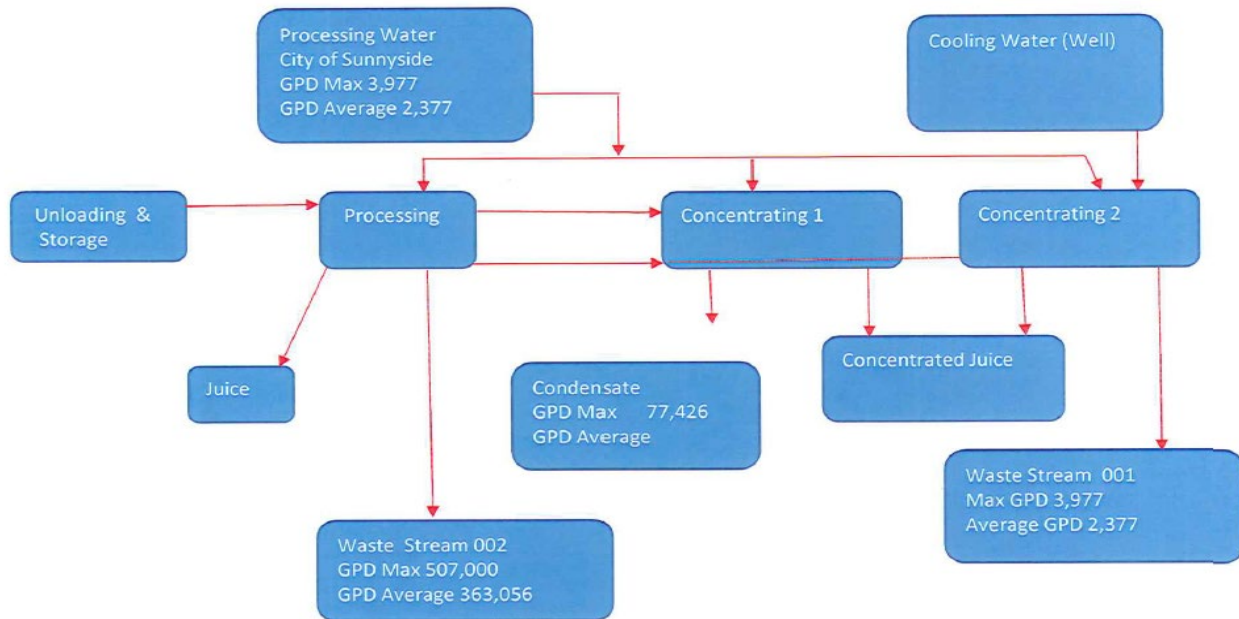 Processing Water
City of Sunnyside
GPD Max 3,977
GPD Average 2,377
Cooling Water (Well)
Unloading &
Storage
Processing
Concentrating 1
Concentrating 2
Juice
Condensate
GPD Max 77,426
GPD Average
Concentrated Juice
Waste Stream 001
Max GPD 3,977
Average GPD 2,377
Waste Stream 002
GPD Max 507,000
GPD Average 363,056